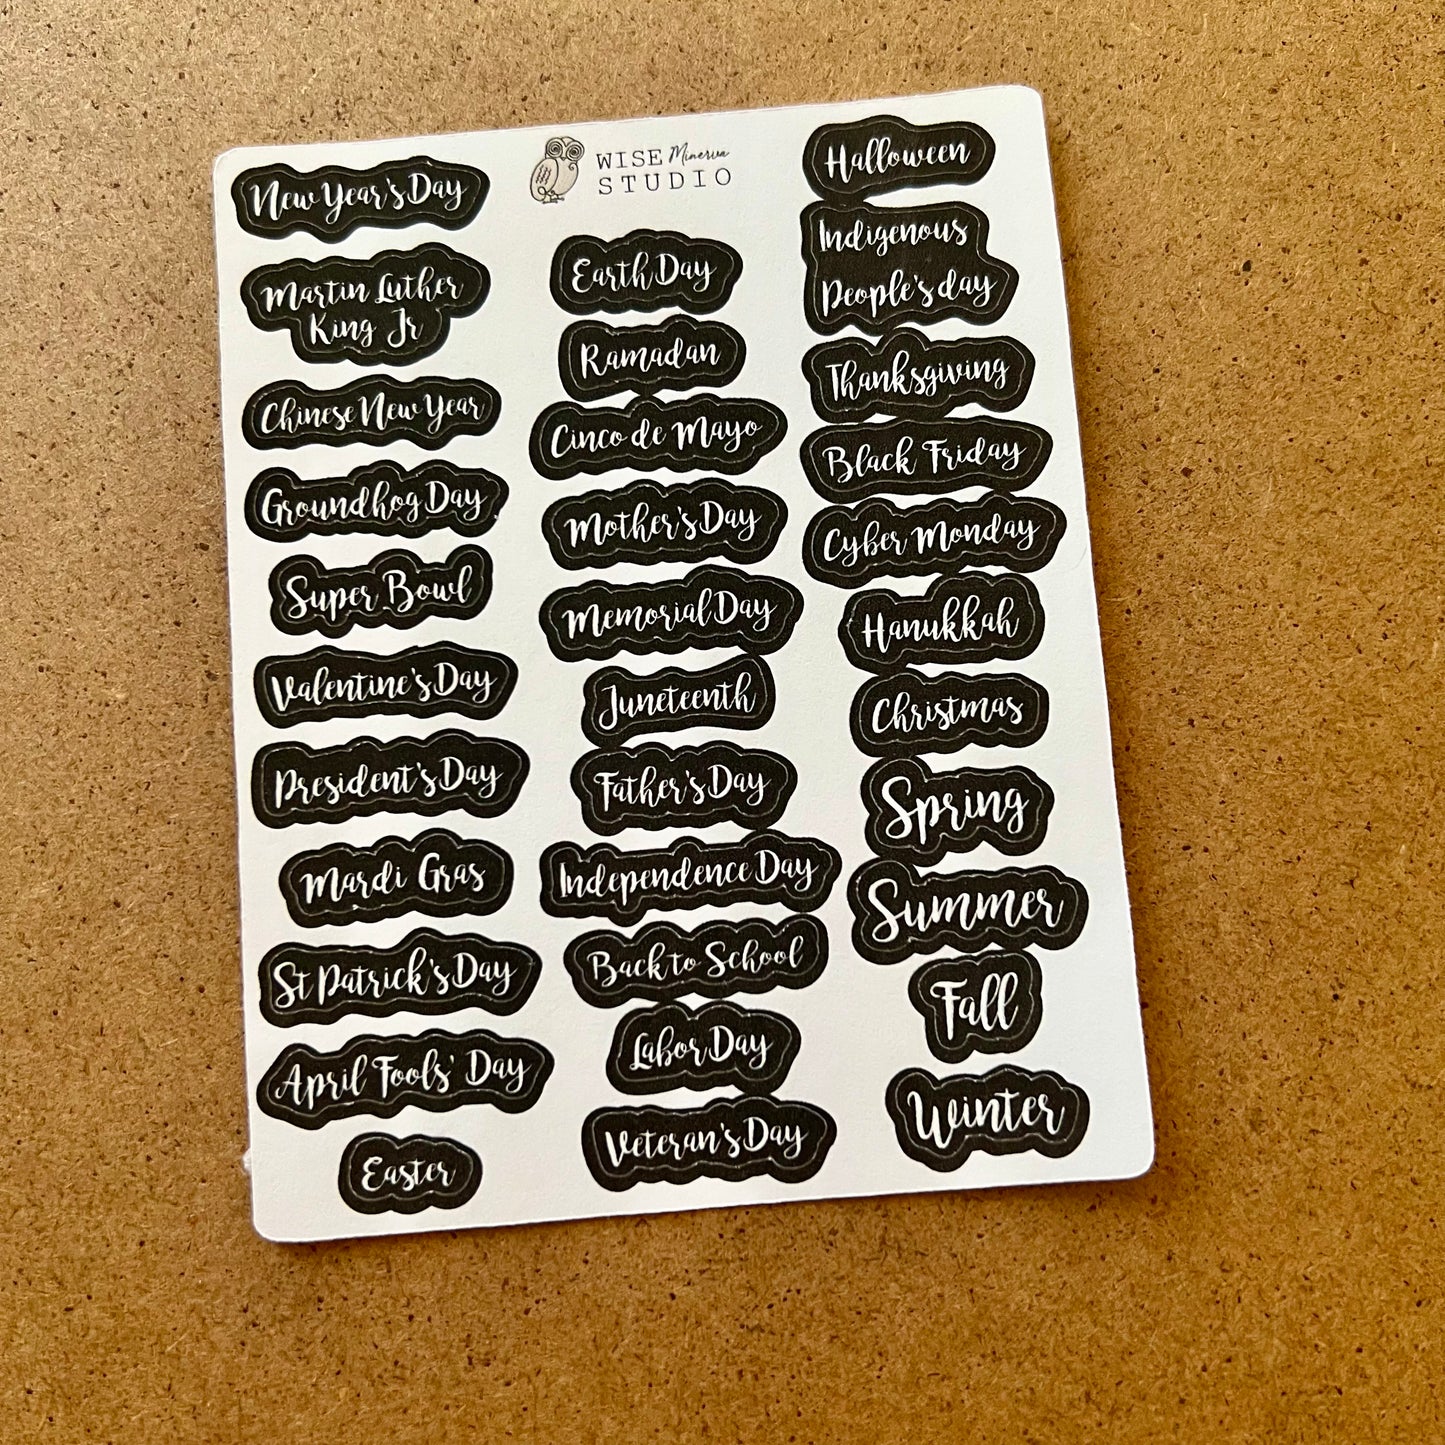 New Year's Day
Martin Luther
King Jr
Chinese New Year
Groundhog Day
Super Bowl
Valentine's Day
President's Day
Mardi Gras
St Patrick's Day
April Fools' Day
Easter
WISE Minerva
STUDIO
Earth Day
Ramadan
Cinco de Mayo
Mother's Day
Memorial Day
Juneteenth
Father's Day
Independence Day
Back to School
Labor Day
Veteran's Day
Halloween
Indigenous
People's day
Thanksgiving
Black Friday
Cyber Monday
Hanukkah
Christmas
Spring
Summer
Fall
Winter